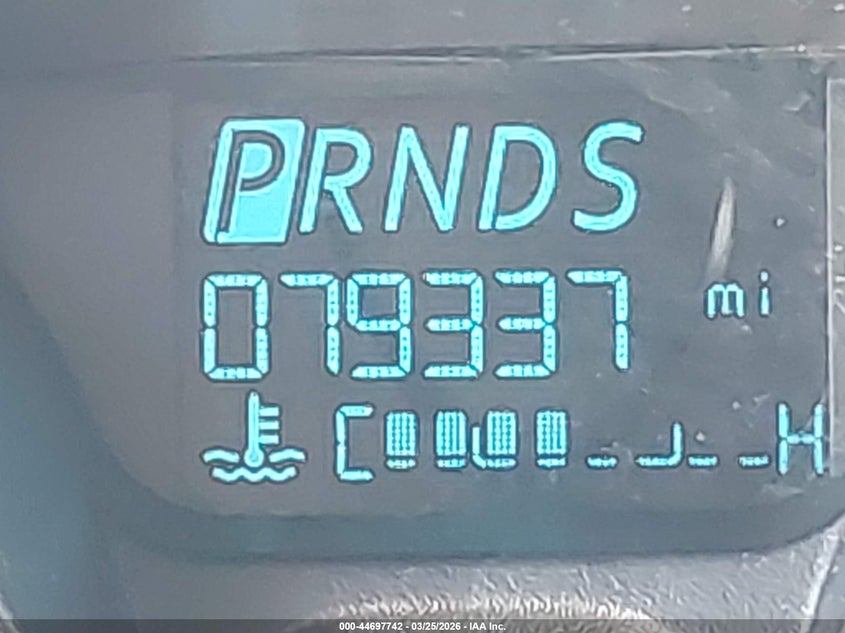 PRNDS
079337 mi
C H
000-44697742 - 03/25/2026 - IAA Inc.